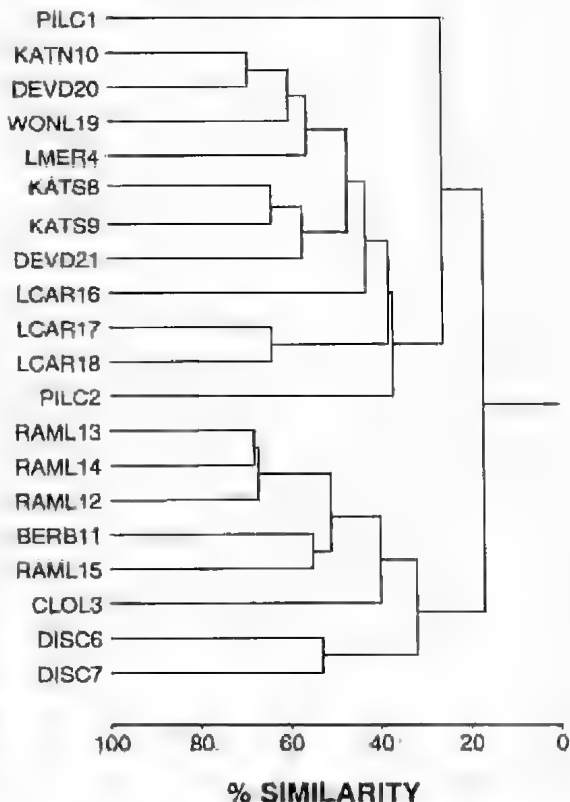 PILC1
KATN10
DEVD20
WONL19
LMER4
KATS8
KATS9
DEVD21
LCAR16
LCAR17
LCAR18
PILC2
RAML13
RAML14
RAML12
BERB11
RAML15
CLOL3
DISC6
DISC7
100 80 60 40 20 0
% SIMILARITY